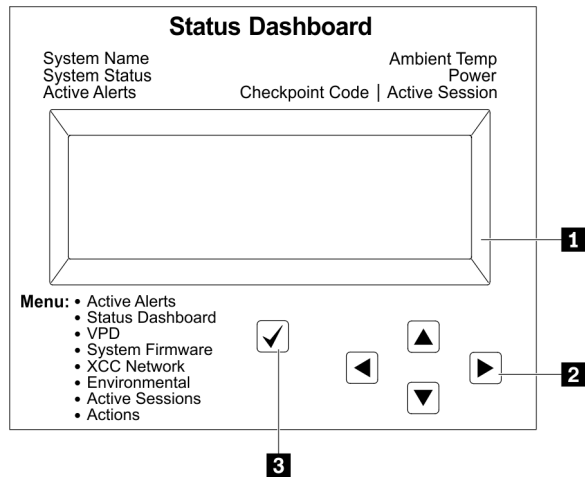 Status Dashboard
System Name
System Status
Active Alerts
Ambient Temp
Power
Checkpoint Code | Active Session
1
Menu: • Active Alerts
• Status Dashboard
• VPD
• System Firmware
• XCC Network
• Environmental
• Active Sessions
• Actions
2
3